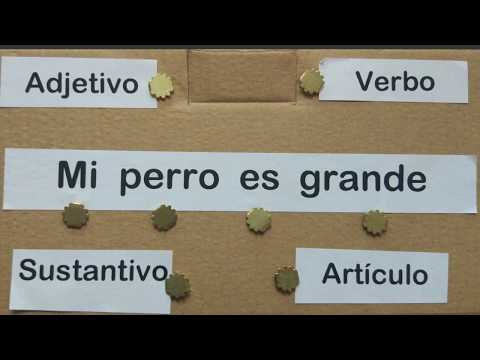 Adjetivo
Verbo
Mi perro es grande
Sustantivo
Artículo